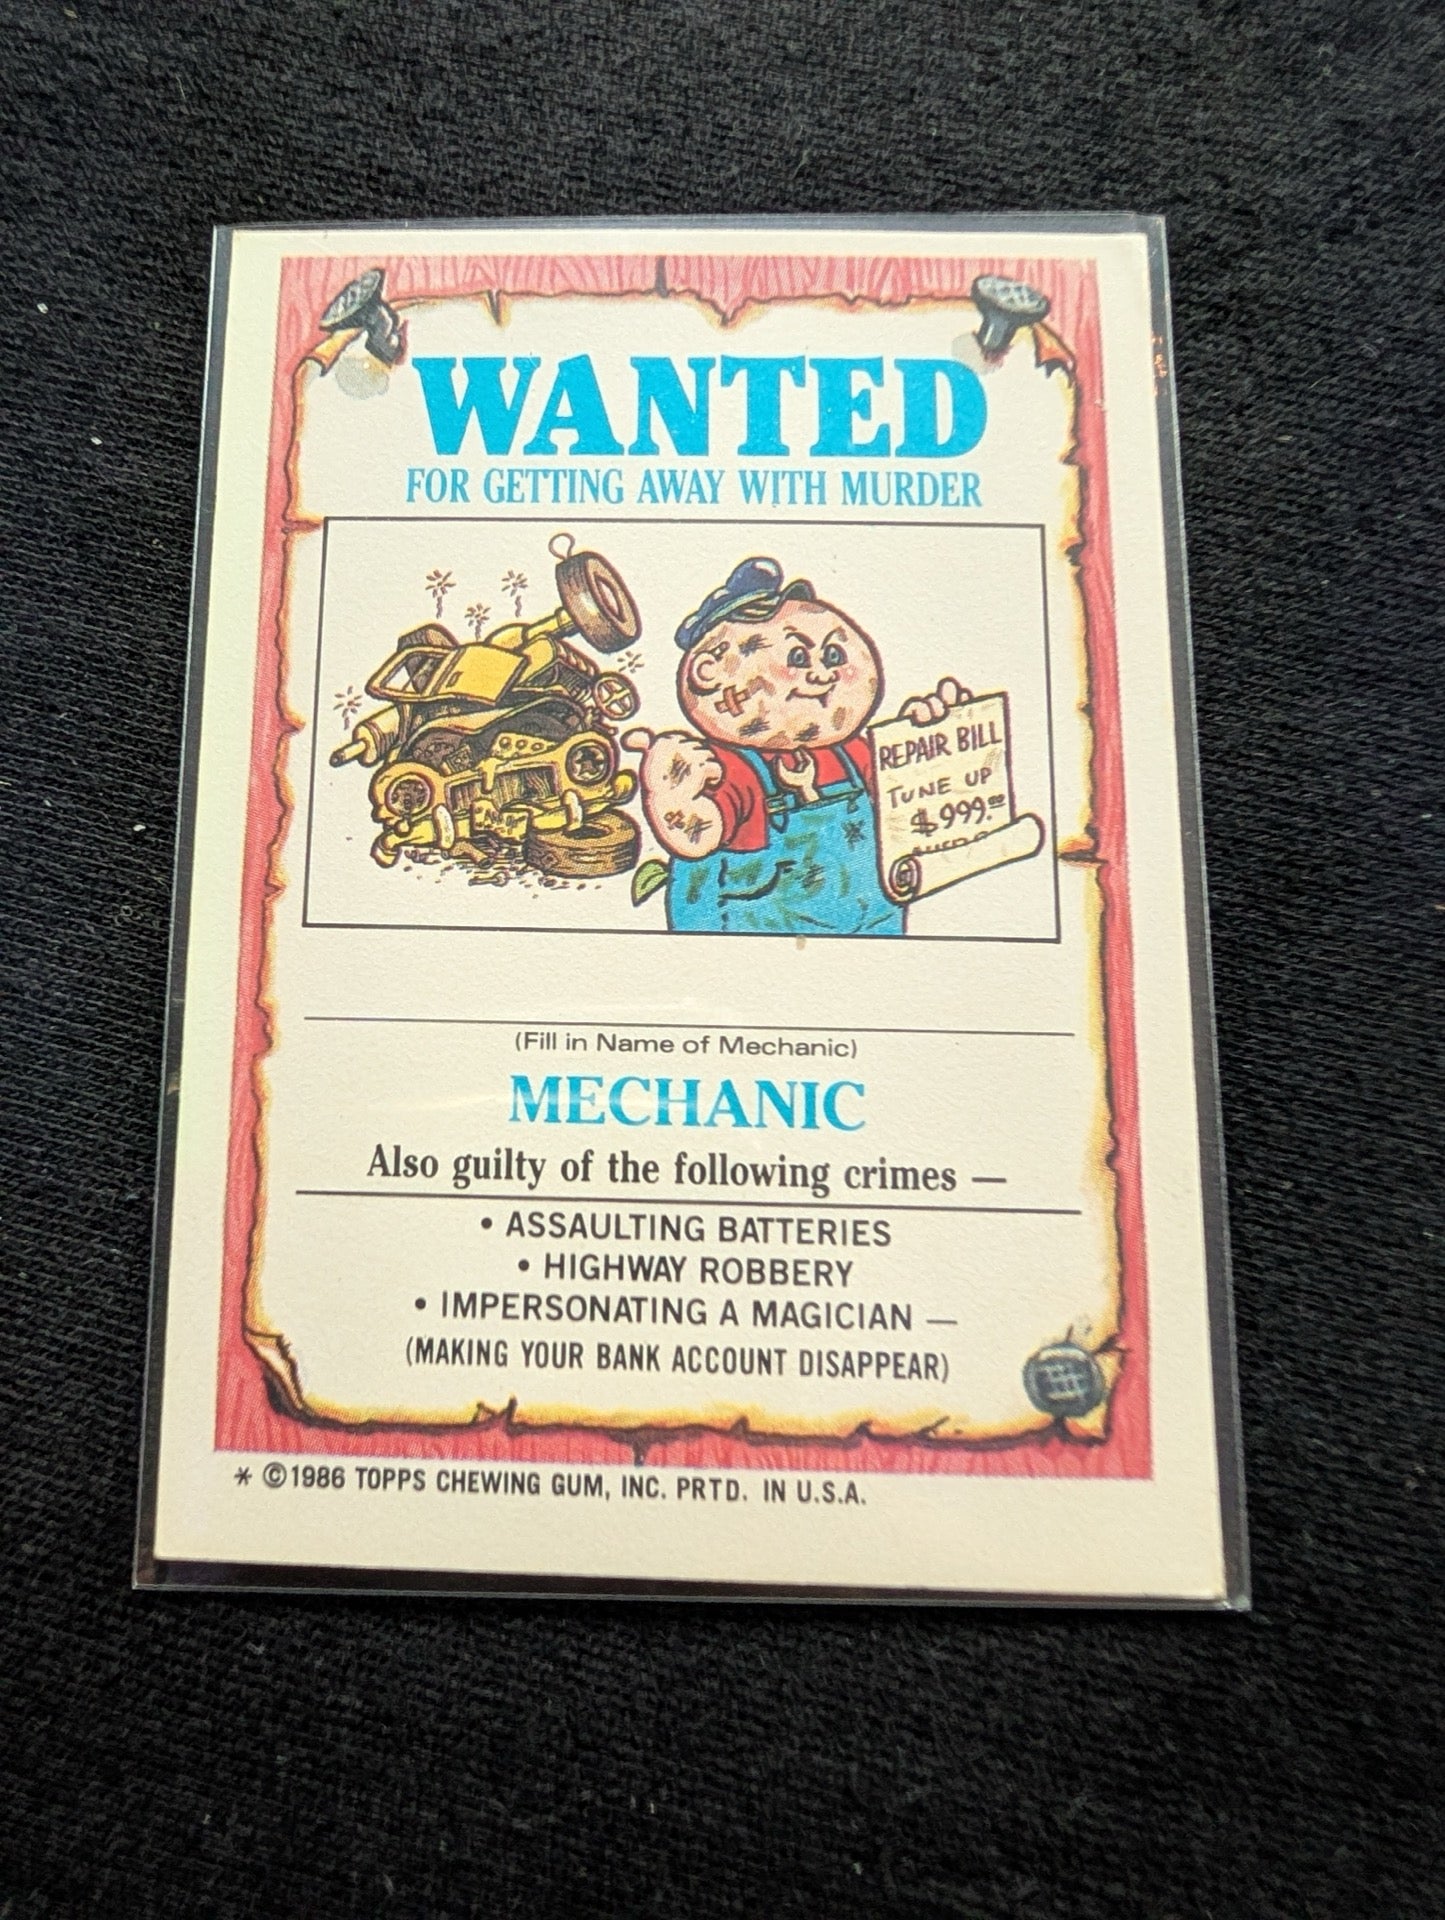 WANTED
FOR GETTING AWAY WITH MURDER
REPAIR BILL
TUNE UP
$999.00
(Fill in Name of Mechanic)
MECHANIC
Also guilty of the following crimes —
• ASSAULTING BATTERIES
• HIGHWAY ROBBERY
• IMPERSONATING A MAGICIAN —
(MAKING YOUR BANK ACCOUNT DISAPPEAR)
* ©1986 TOPPS CHEWING GUM, INC. PRTD. IN U.S.A.